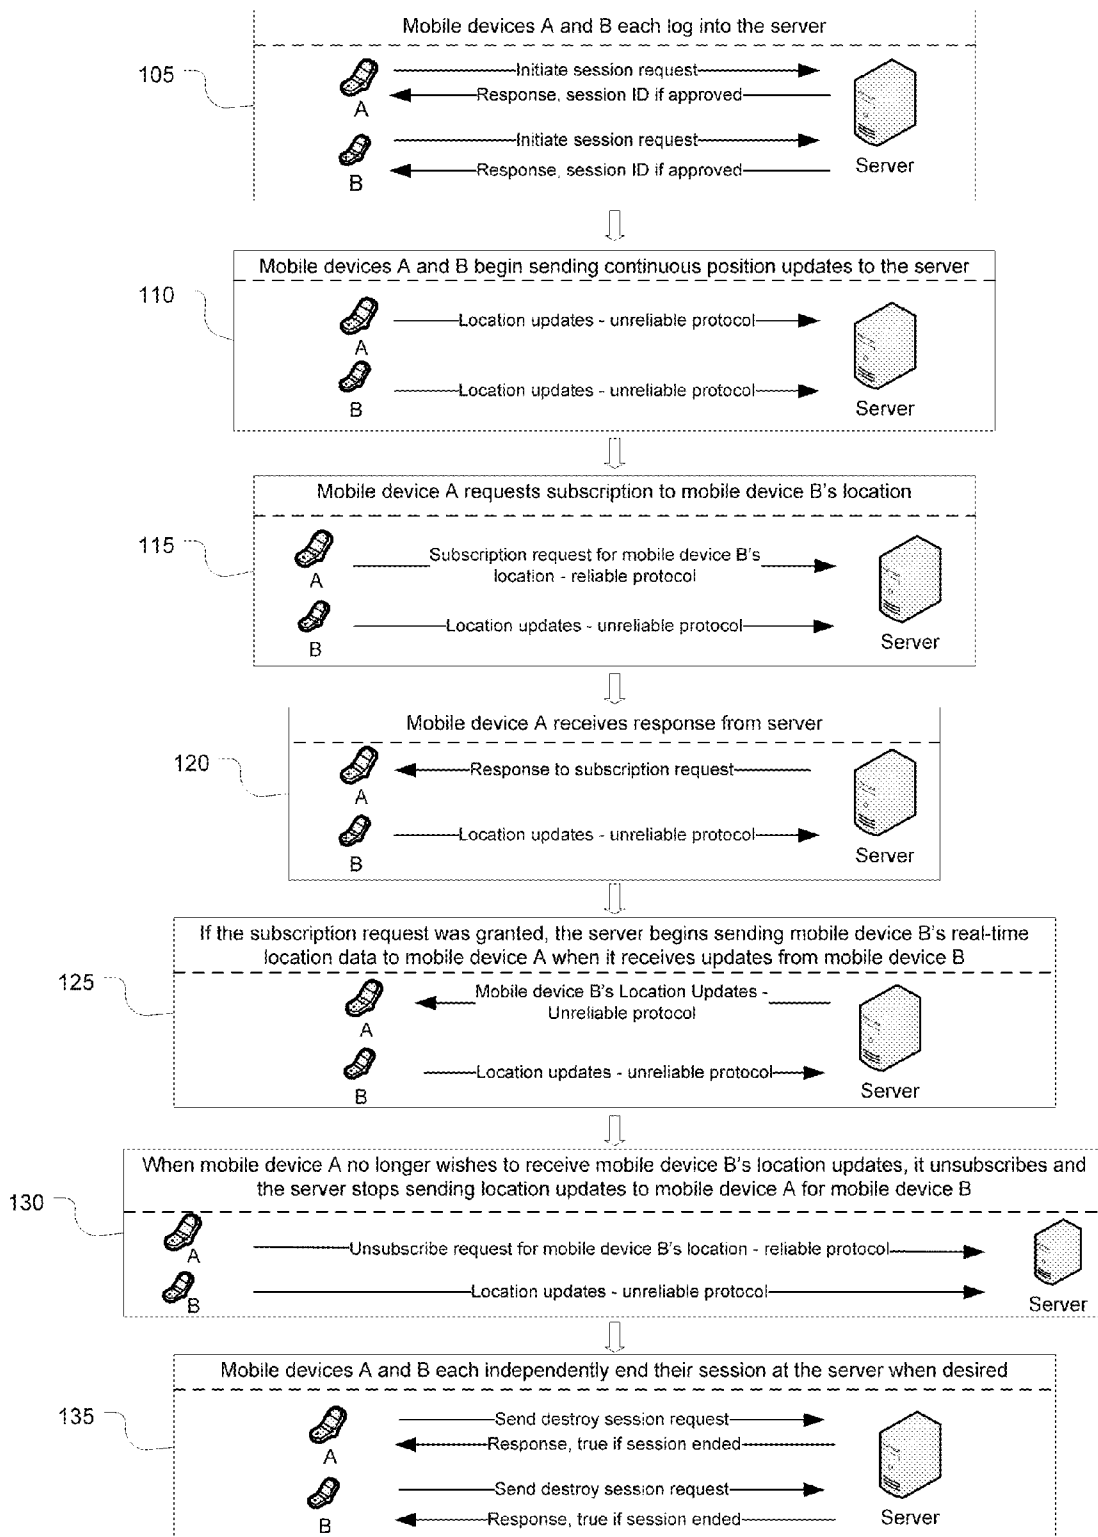 Mobile devices A and B each log into the server
105
Initiate session request
Response, session ID if approved
A
Initiate session request
Response, session ID if approved
B
Server
Mobile devices A and B begin sending continuous position updates to the server
110
Location updates - unreliable protocol
A
Location updates - unreliable protocol
B
Server
Mobile device A requests subscription to mobile device B's location
115
Subscription request for mobile device B's
location - reliable protocol
A
Location updates - unreliable protocol
B
Server
Mobile device A receives response from server
120
Response to subscription request
A
Location updates - unreliable protocol
B
Server
If the subscription request was granted, the server begins sending mobile device B's real-time
location data to mobile device A when it receives updates from mobile device B
125
Mobile device B's Location Updates -
Unreliable protocol
A
Location updates - unreliable protocol
B
Server
When mobile device A no longer wishes to receive mobile device B's location updates, it unsubscribes and
the server stops sending location updates to mobile device A for mobile device B
130
Unsubscribe request for mobile device B's location - reliable protocol
A
Location updates - unreliable protocol
B
Server
Mobile devices A and B each independently end their session at the server when desired
135
Send destroy session request
Response, true if session ended
A
Send destroy session request
Response, true if session ended
B
Server